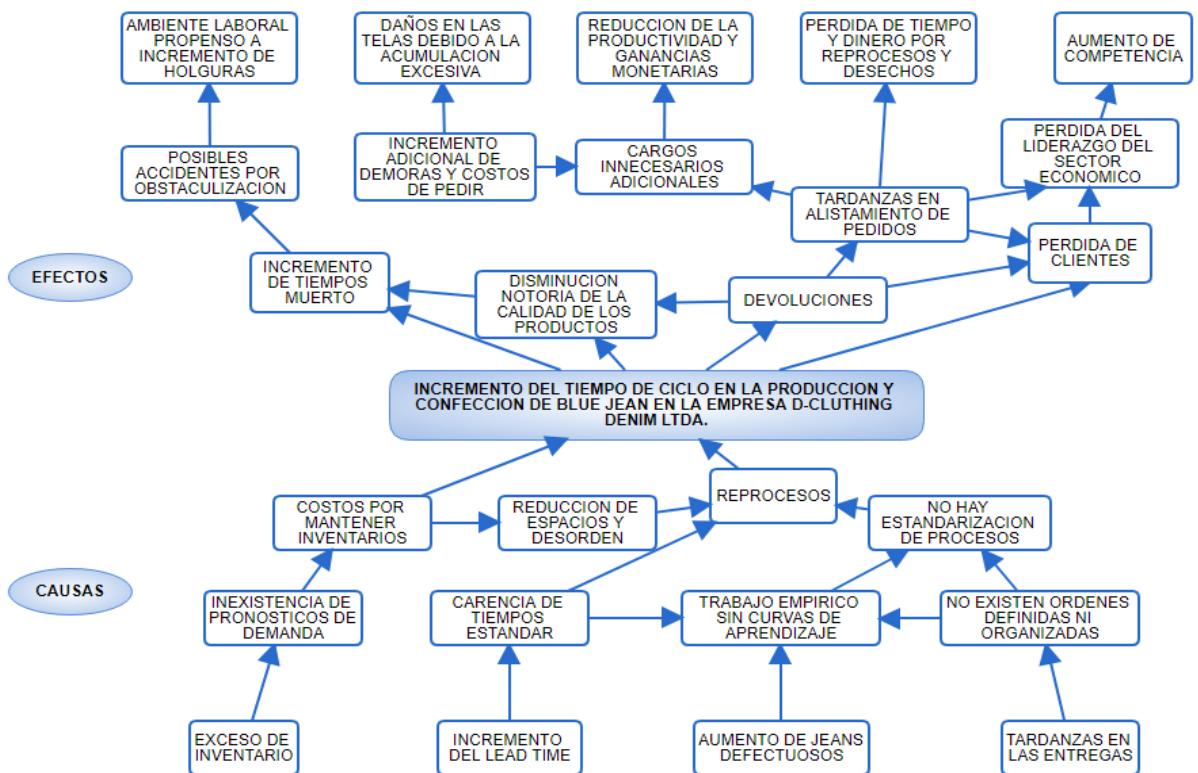 AMBIENTE LABORAL
PROPENSO A
INCREMENTO DE
HOLGURAS
DAÑOS EN LAS
TELAS DEBIDO A LA
ACUMULACION
EXCESIVA
REDUCCION DE LA
PRODUCTIVIDAD Y
GANANCIAS
MONETARIAS
PERDIDA DE TIEMPO
Y DINERO POR
REPROCESOS Y
DESECHOS
AUMENTO DE
COMPETENCIA
POSIBLES
ACCIDENTES POR
OBSTACULIZACION
INCREMENTO
ADICIONAL DE
DEMORAS Y COSTOS
DE PEDIR
CARGOS
INNECESARIOS
ADICIONALES
PERDIDA DEL
LIDERAZGO DEL
SECTOR
ECONOMICO
TARDANZAS EN
ALISTAMIENTO DE
PEDIDOS
EFECTOS
INCREMENTO
DE TIEMPOS
MUERTO
DISMINUCION
NOTORIA DE LA
CALIDAD DE LOS
PRODUCTOS
DEVOLUCIONES
PERDIDA DE
CLIENTES
INCREMENTO DEL TIEMPO DE CICLO EN LA PRODUCCION Y
CONFECCION DE BLUE JEAN EN LA EMPRESA D-CLUTHING
DENIM LTDA.
COSTOS POR
MANTENER
INVENTARIOS
REDUCCION DE
ESPACIOS Y
DESORDEN
REPROCESOS
NO HAY
ESTANDARIZACION
DE PROCESOS
CAUSAS
INEXISTENCIA DE
PRONOSTICOS DE
DEMANDA
CARENCIA DE
TIEMPOS
ESTANDAR
TRABAJO EMPIRICO
SIN CURVAS DE
APRENDIZAJE
NO EXISTEN ORDENES
DEFINIDAS NI
ORGANIZADAS
EXCESO DE
INVENTARIO
INCREMENTO
DEL LEAD TIME
AUMENTO DE JEANS
DEFECTUOSOS
TARDANZAS EN
LAS ENTREGAS